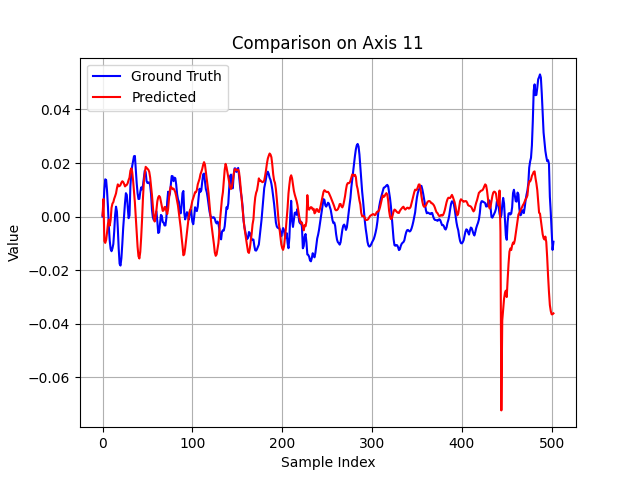 Comparison on Axis 11
Ground Truth
Predicted
0.04
0.02
0.00
−0.02
−0.04
−0.06
Value
0
100
200
300
400
500
Sample Index